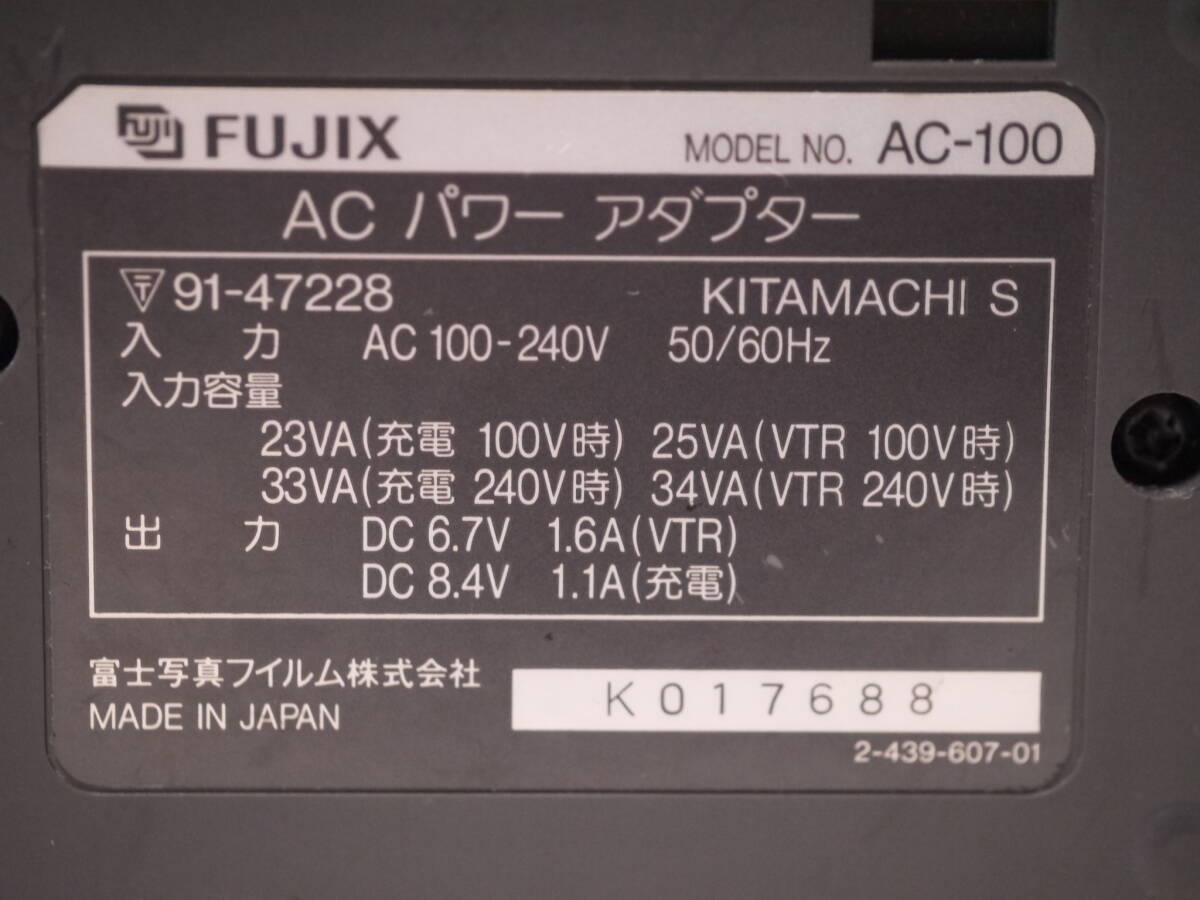 Fuji FUJIX MODEL NO. AC-100
AC パワー アダプター
〒 91-47228 KITAMACHI S
入 力 AC 100-240V 50/60Hz
入力容量
23VA(充電 100V時) 25VA(VTR 100V時)
33VA(充電 240V時) 34VA(VTR 240V時)
出 力 DC 6.7V 1.6A(VTR)
DC 8.4V 1.1A(充電)
富士写真フイルム株式会社
MADE IN JAPAN
K017688
2-439-607-01